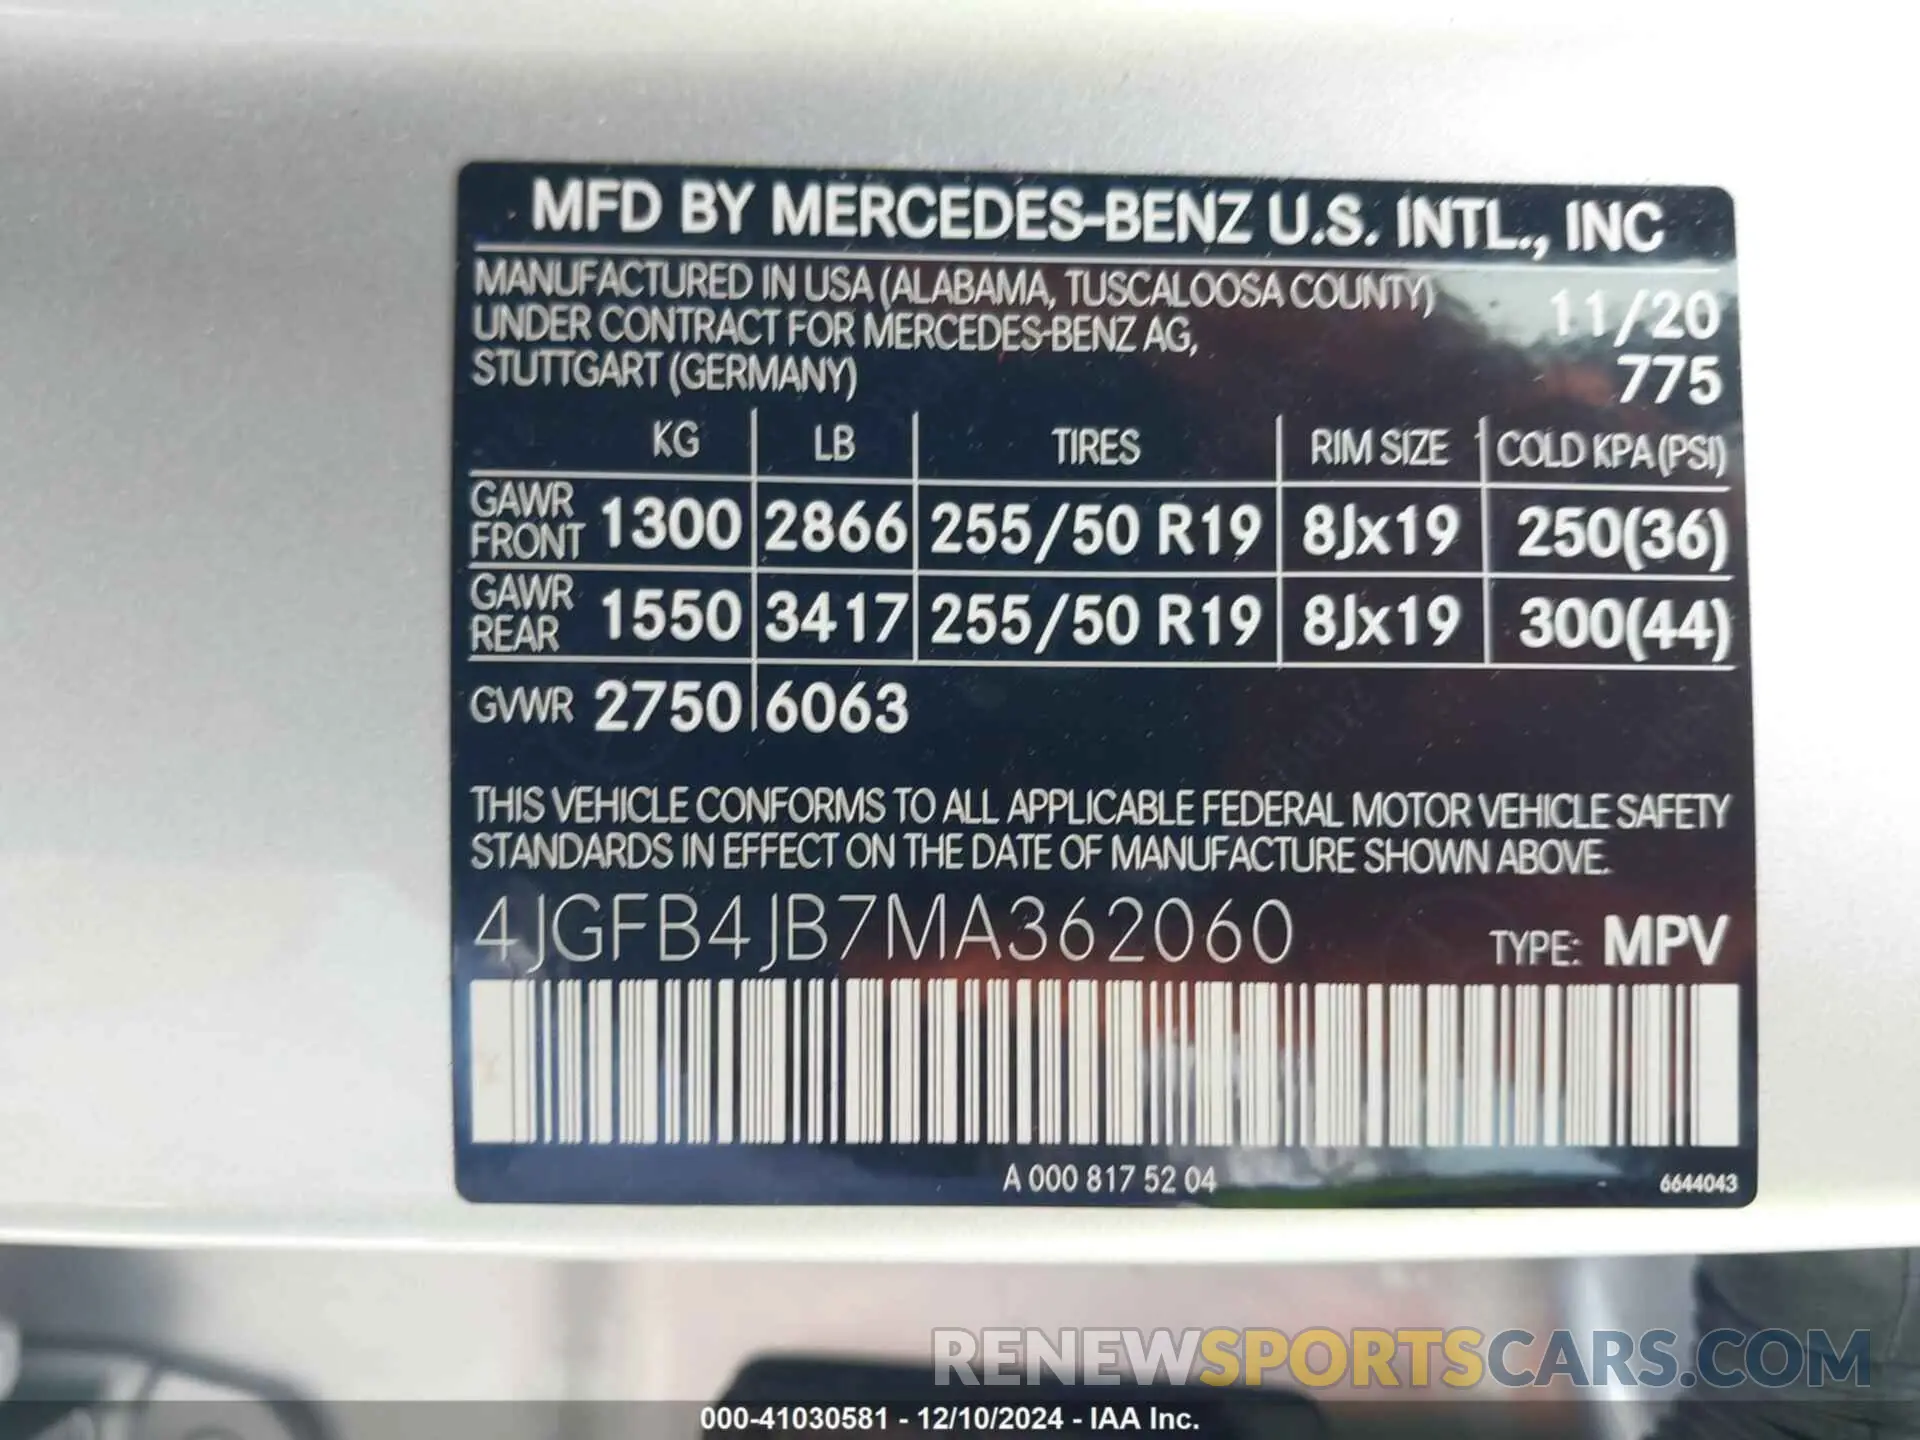 MFD BY MERCEDES-BENZ U.S. INTL., INC
MANUFACTURED IN USA (ALABAMA, TUSCALOOSA COUNTY) 11/20
UNDER CONTRACT FOR MERCEDES-BENZ AG,
STUTTGART (GERMANY) 775
KG LB TIRES RIM SIZE COLD KPA (PSI)
GAWR FRONT 1300 2866 255/50 R19 8Jx19 250(36)
GAWR REAR 1550 3417 255/50 R19 8Jx19 300(44)
GVWR 2750 6063
THIS VEHICLE CONFORMS TO ALL APPLICABLE FEDERAL MOTOR VEHICLE SAFETY
STANDARDS IN EFFECT ON THE DATE OF MANUFACTURE SHOWN ABOVE.
4JGFB4JB7MA362060 TYPE: MPV
A 000 817 52 04 6644043
RENEWSPORTSCARS.COM
000-41030581 - 12/10/2024 - IAA Inc.